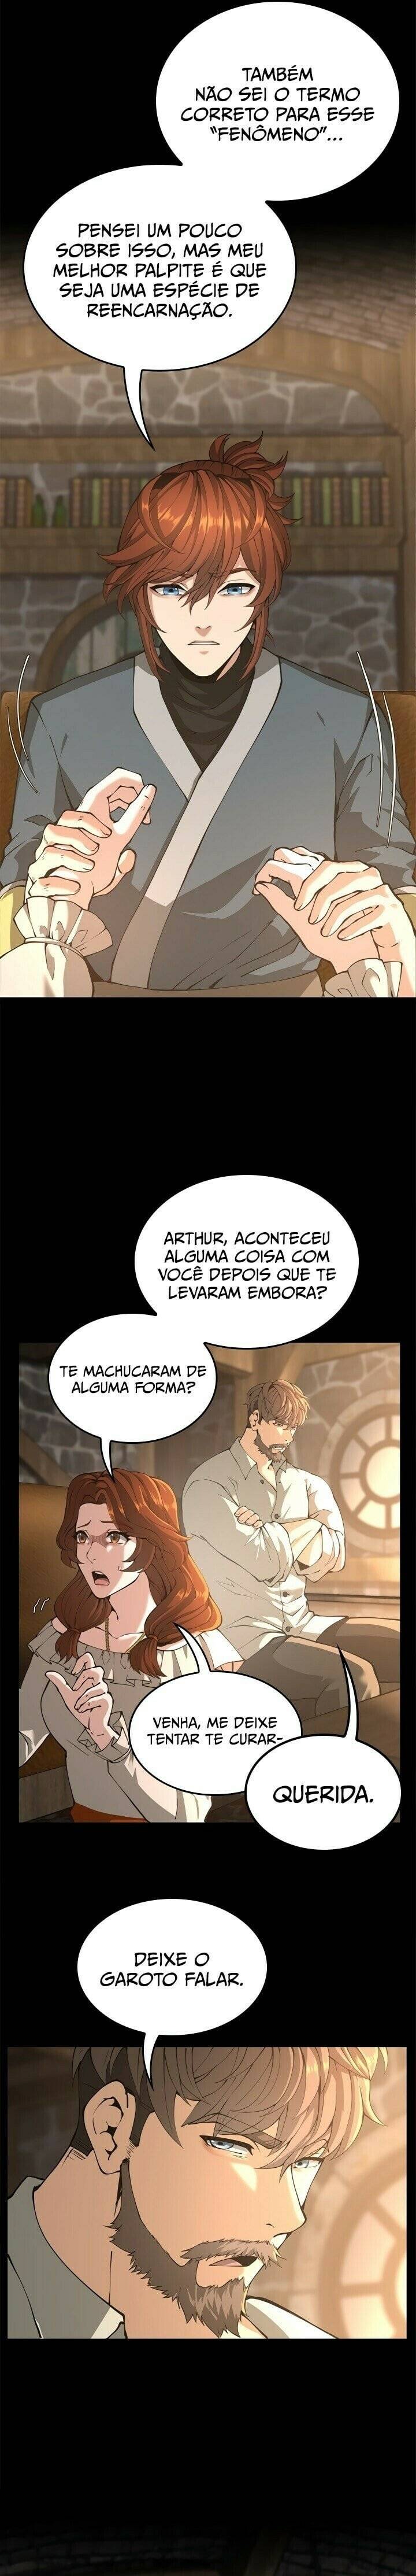 TAMBÉM
NÃO SEI O TERMO
CORRETO PARA ESSE
"FENÔMENO"...
PENSEI UM POUCO
SOBRE ISSO, MAS MEU
MELHOR PALPITE É QUE
SEJA UMA ESPÉCIE DE
REENCARNAÇÃO.
ARTHUR, ACONTECEU
ALGUMA COISA COM
VOCÊ DEPOIS QUE TE
LEVARAM EMBORA?
TE MACHUCARAM DE
ALGUMA FORMA?
VENHA, ME DEIXE
TENTAR TE CURAR-
QUERIDA.
DEIXE O
GAROTO FALAR.